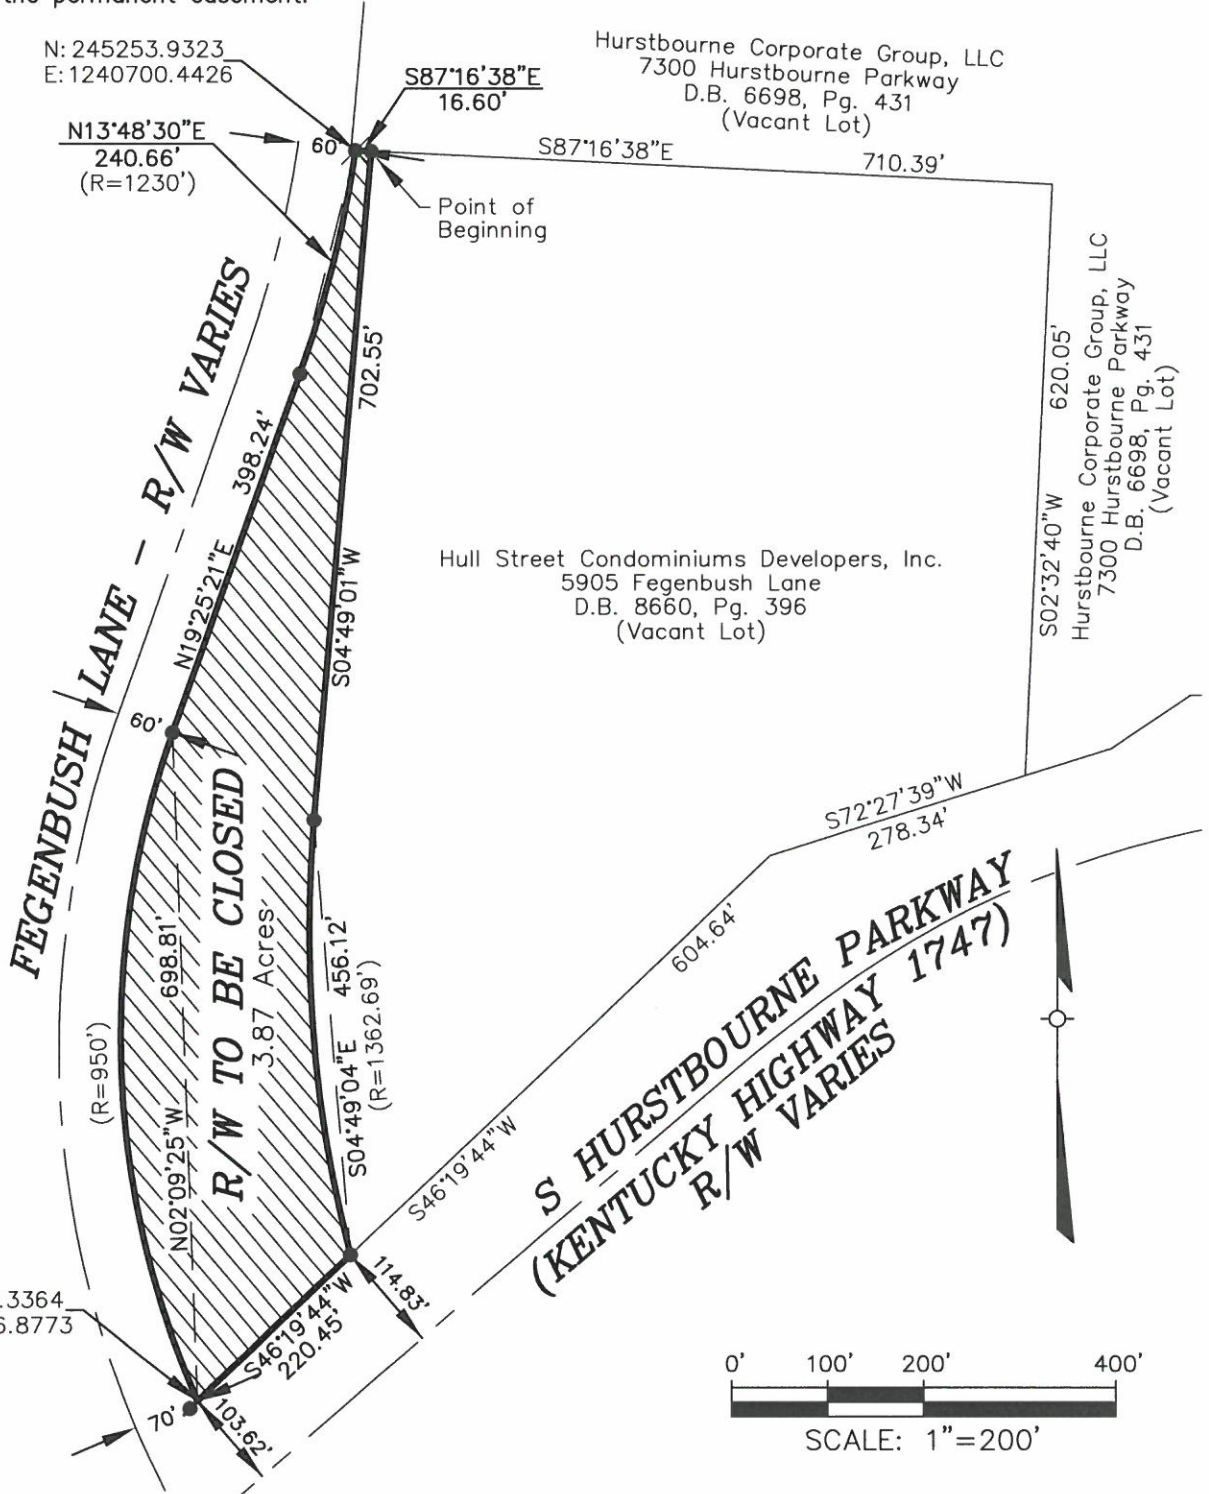 the permanent easement.
N: 245253.9323
E: 1240700.4426
S87°16'38"E
16.60'
Hurstbourne Corporate Group, LLC
7300 Hurstbourne Parkway
D.B. 6698, Pg. 431
(Vacant Lot)
N13°48'30"E
240.66'
(R=1230')
60'
S87°16'38"E
710.39'
Point of
Beginning
FEGENBUSH LANE - R/W VARIES
702.55'
S04°49'01"W
398.24'
N19°25'21"E
60'
620.05'
S02°32'40"W
Hurstbourne Corporate Group, LLC
7300 Hurstbourne Parkway
D.B. 6698, Pg. 431
(Vacant Lot)
Hull Street Condominiums Developers, Inc.
5905 Fegenbush Lane
D.B. 8660, Pg. 396
(Vacant Lot)
S72°27'39"W
278.34'
604.64'
S46°19'44"W
R/W TO BE CLOSED
3.87 Acres
698.81'
N02°09'25"W
(R=950')
S04°49'04"E 456.12'
(R=1362.69')
S HURSTBOURNE PARKWAY
(KENTUCKY HIGHWAY 1747)
R/W VARIES
.3364
6.8773
S46°19'44"W
220.45'
114.83'
103.62'
70'
0' 100' 200' 400'
SCALE: 1"=200'